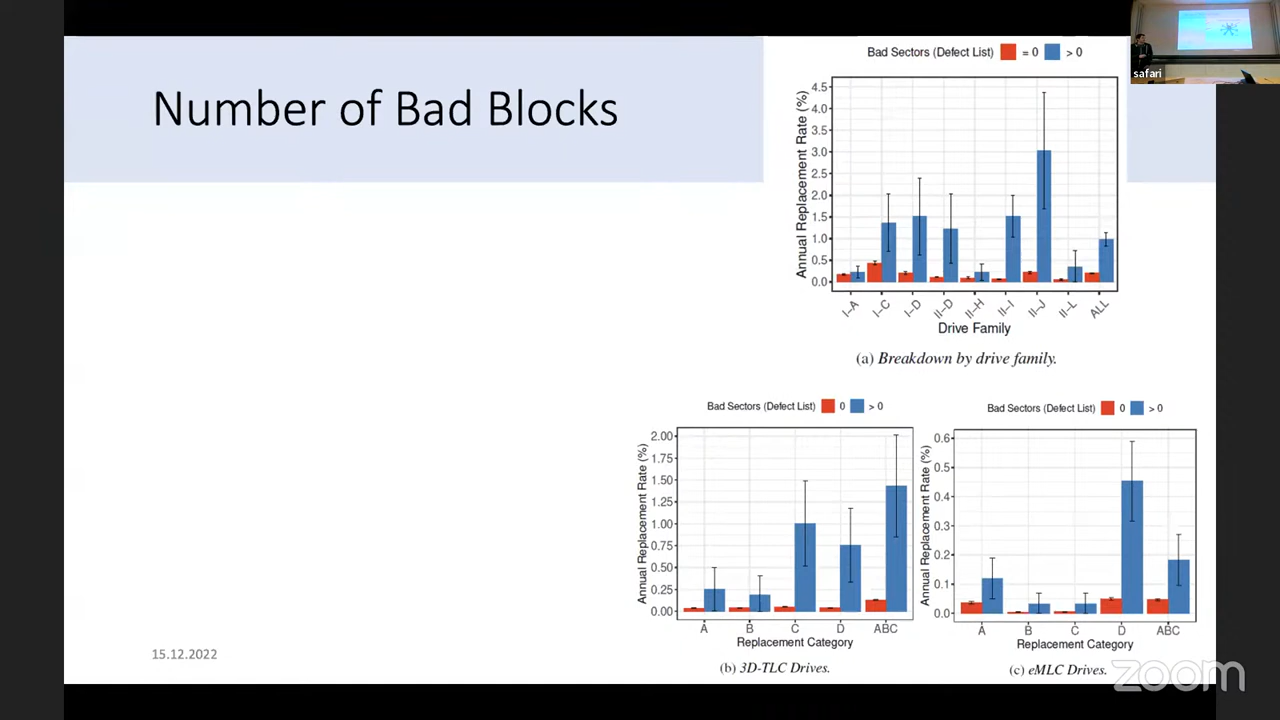 Number of Bad Blocks
safari
Bad Sectors (Defect List) = 0 > 0
Annual Replacement Rate (%)
4.5
4.0
3.5
3.0
2.5
2.0
1.5
1.0
0.5
0.0
I–A I–C I–D II–D II–H II–I II–J II–L ALL
Drive Family
(a) Breakdown by drive family.
Bad Sectors (Defect List) 0 > 0
Annual Replacement Rate (%)
2.00
1.75
1.50
1.25
1.00
0.75
0.50
0.25
0.00
A B C D ABC
Replacement Category
(b) 3D-TLC Drives.
Bad Sectors (Defect List) 0 > 0
Annual Replacement Rate (%)
0.6
0.5
0.4
0.3
0.2
0.1
0.0
A B C D ABC
Replacement Category
(c) eMLC Drives.
15.12.2022
zoom